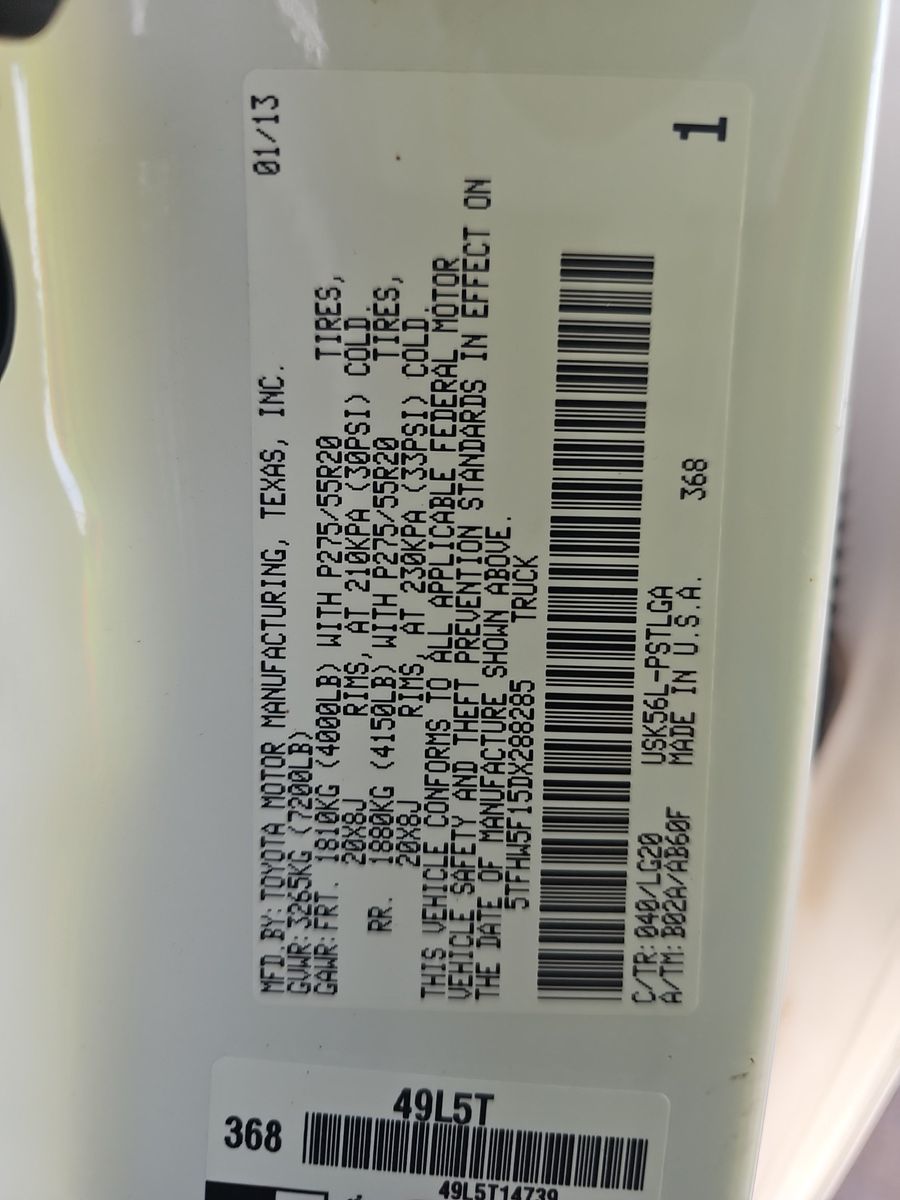 MFD.BY:TOYOTA MOTOR MANUFACTURING, TEXAS, INC. 01/13
GVWR:3265KG (7200LB)
GAWR:FRT. 1810KG (4000LB) WITH P275/55R20 TIRES,
20X8J RIMS, AT 210KPA (30PSI) COLD.
RR. 1880KG (4150LB) WITH P275/55R20 TIRES,
20X8J RIMS, AT 230KPA (33PSI) COLD.
THIS VEHICLE CONFORMS TO ALL APPLICABLE FEDERAL MOTOR
VEHICLE SAFETY AND THEFT PREVENTION STANDARDS IN EFFECT ON
THE DATE OF MANUFACTURE SHOWN ABOVE.
5TFHW5F15DX288285 TRUCK
C/TR:040/LG20 USK56L-PSTLGA
A/TM:B02A/AB60F MADE IN U.S.A. 368
1
368
49L5T
49L5T14739